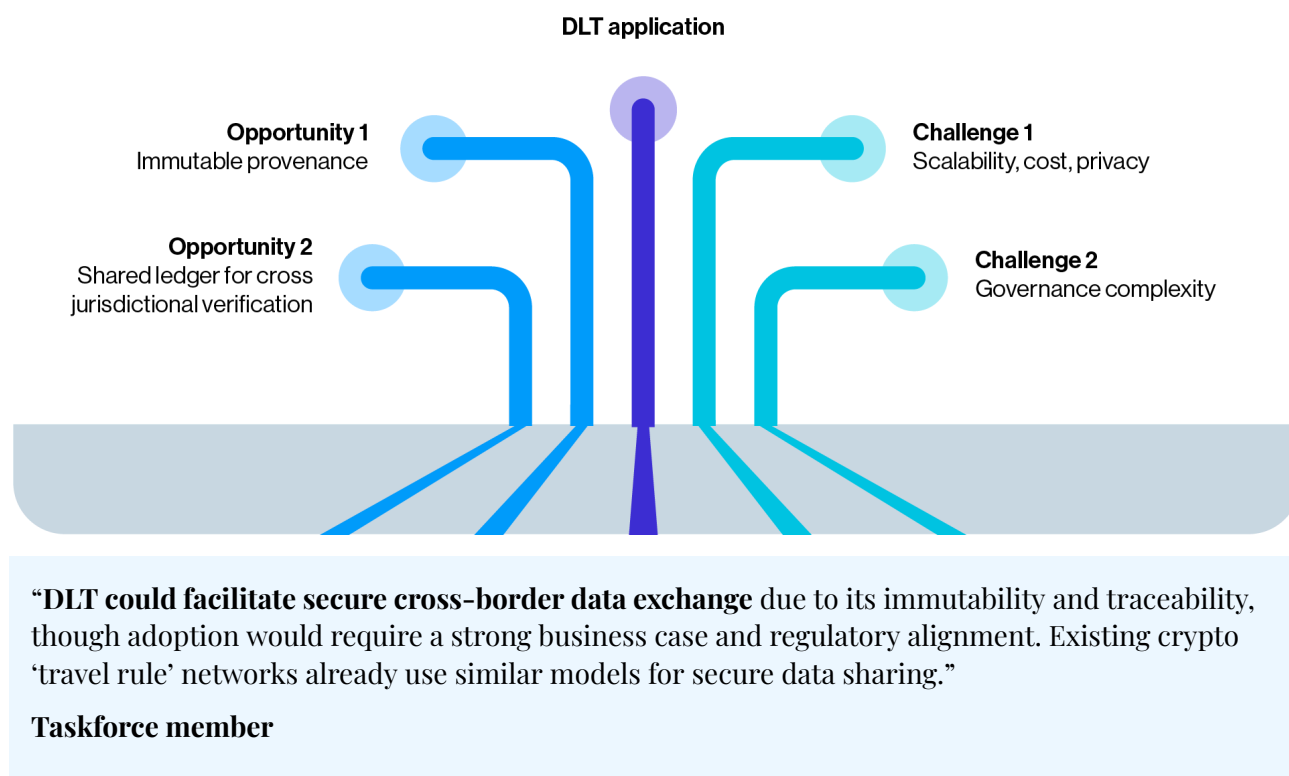 DLT application
Opportunity 1
Immutable provenance
Opportunity 2
Shared ledger for cross
jurisdictional verification
Challenge 1
Scalability, cost, privacy
Challenge 2
Governance complexity
“DLT could facilitate secure cross-border data exchange due to its immutability and traceability,
though adoption would require a strong business case and regulatory alignment. Existing crypto
‘travel rule’ networks already use similar models for secure data sharing.”
Taskforce member